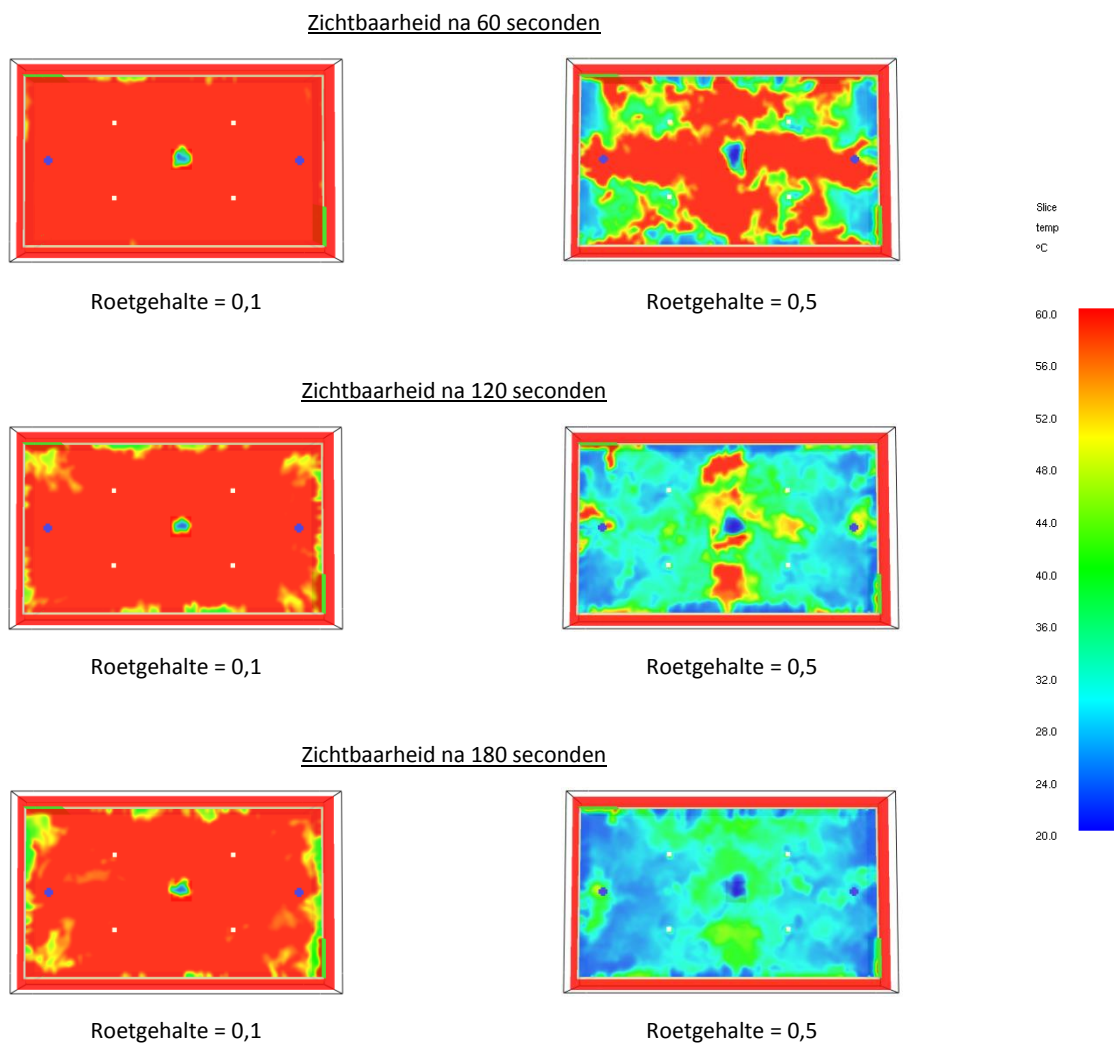 Zichtbaarheid na 60 seconden
Roetgehalte = 0,1
Roetgehalte = 0,5
Slice
temp
°C
60.0
56.0
52.0
48.0
44.0
40.0
36.0
32.0
28.0
24.0
20.0
Zichtbaarheid na 120 seconden
Roetgehalte = 0,1
Roetgehalte = 0,5
Zichtbaarheid na 180 seconden
Roetgehalte = 0,1
Roetgehalte = 0,5